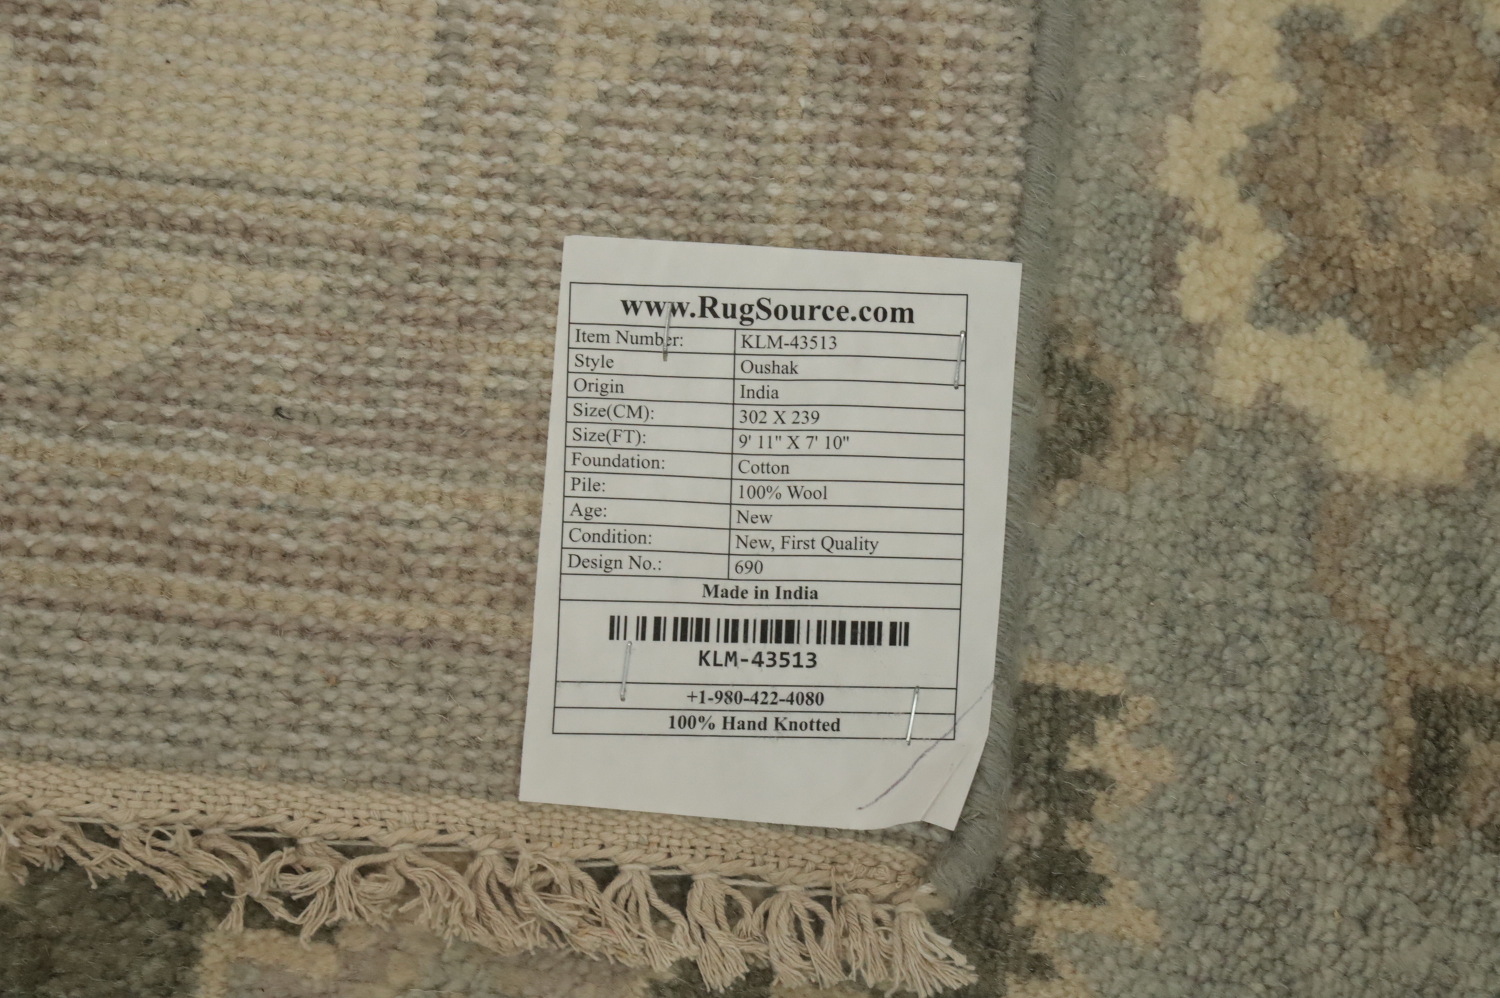 www.RugSource.com
Item Number: KLM-43513
Style Oushak
Origin India
Size(CM): 302 X 239
Size(FT): 9' 11" X 7' 10"
Foundation: Cotton
Pile: 100% Wool
Age: New
Condition: New, First Quality
Design No.: 690
Made in India
KLM-43513
+1-980-422-4080
100% Hand Knotted